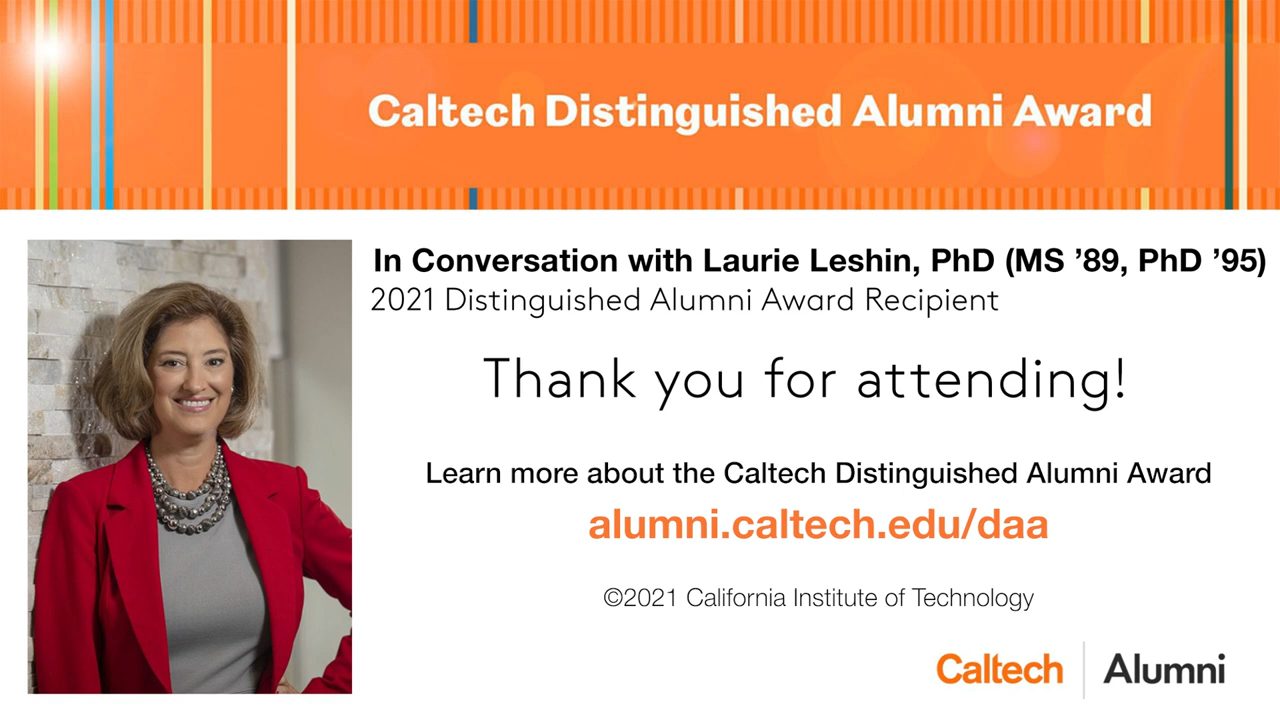 Caltech Distinguished Alumni Award
In Conversation with Laurie Leshin, PhD (MS ’89, PhD ’95)
2021 Distinguished Alumni Award Recipient
Thank you for attending!
Learn more about the Caltech Distinguished Alumni Award
alumni.caltech.edu/daa
©2021 California Institute of Technology
Caltech Alumni